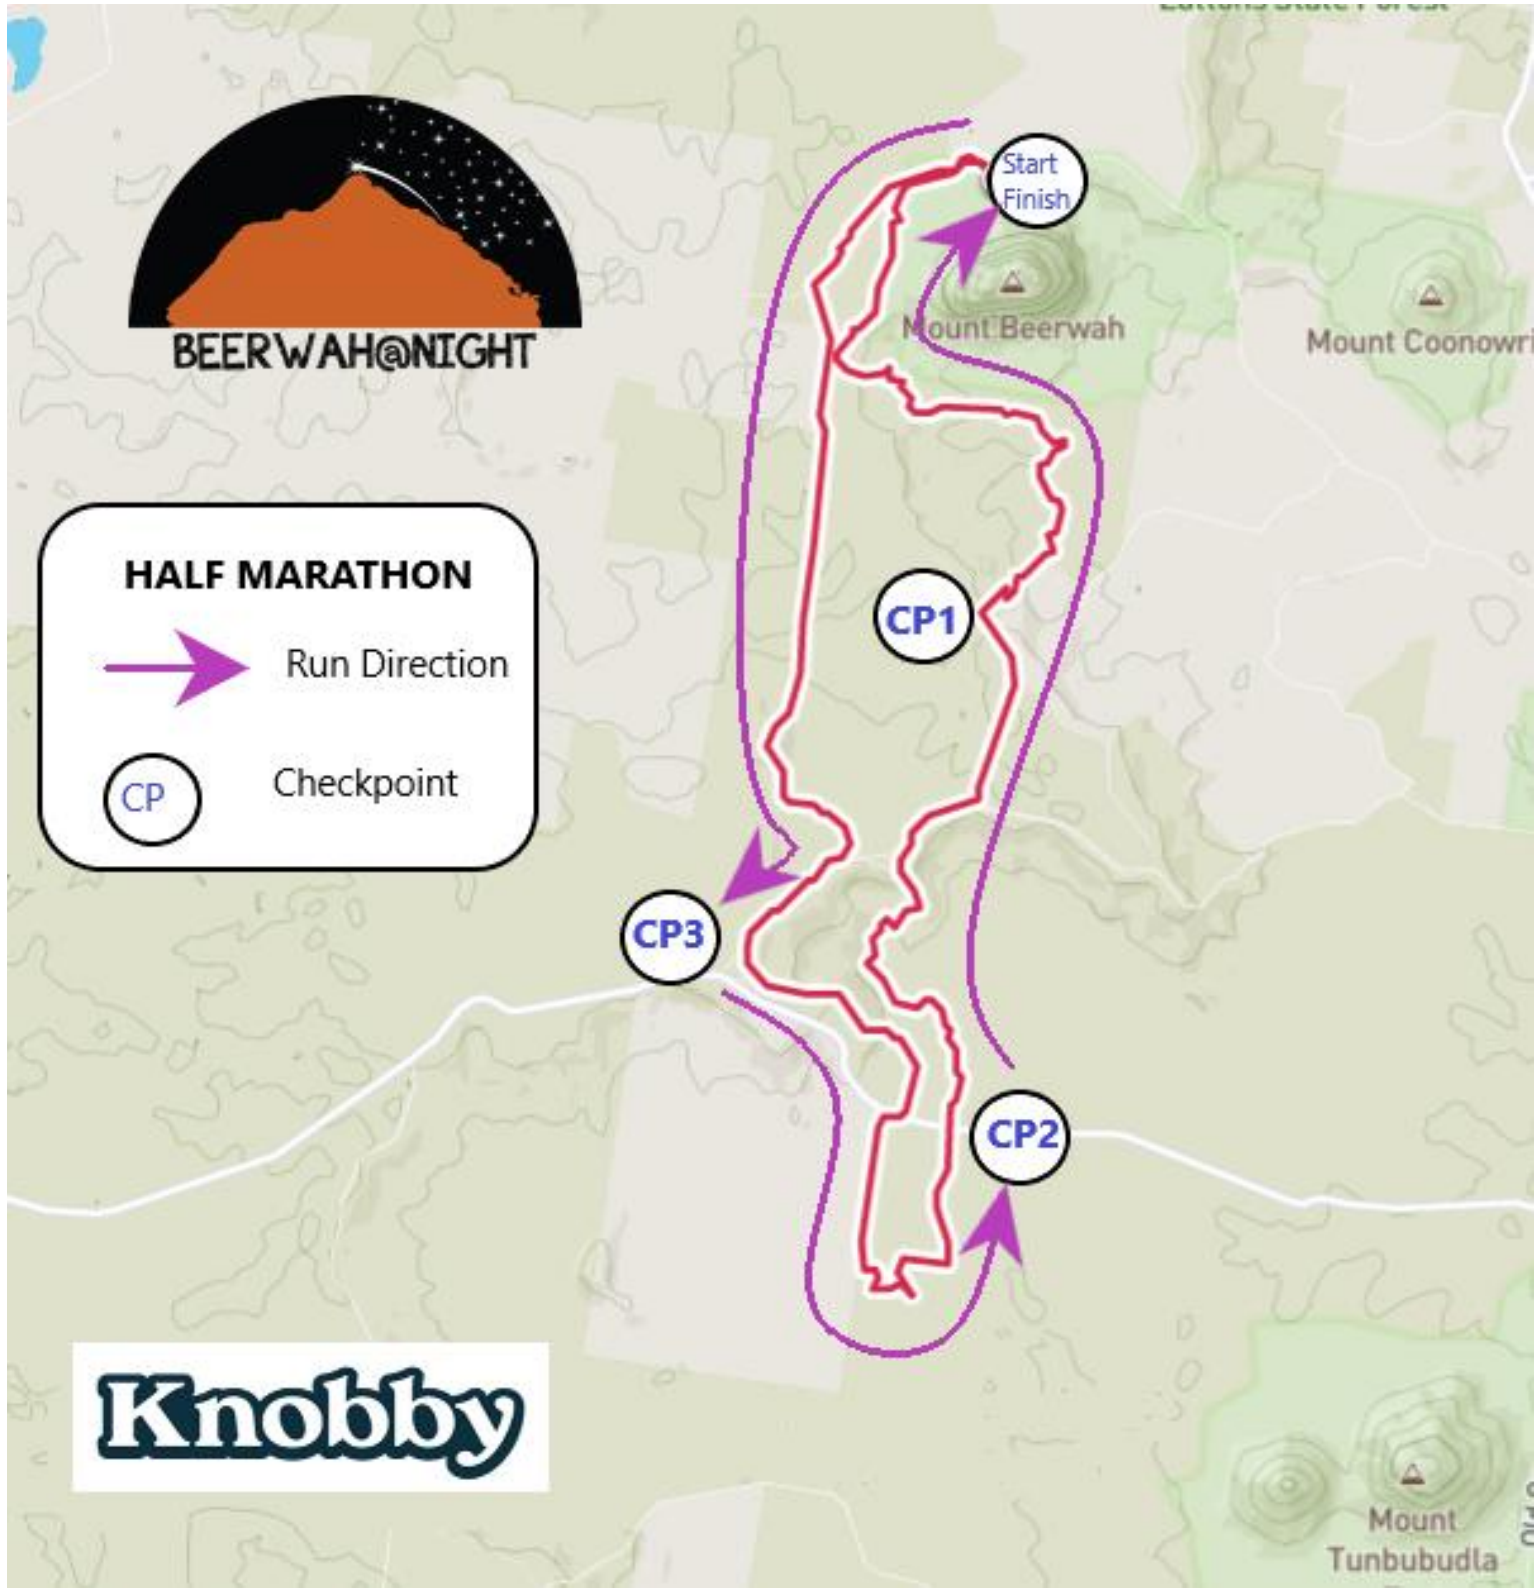 Start
Finish
BEERWAH@NIGHT
Mount Beerwah
Mount Coonowri
HALF MARATHON
Run Direction
CP
Checkpoint
CP1
CP3
CP2
Knobby
Mount
Tunbubudla